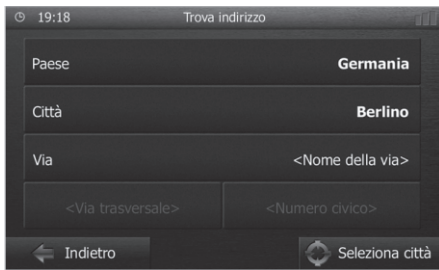 19:18 Trova indirizzo
Paese Germania
Città Berlino
Via <Nome della via>
<Via trasversale> <Numero civico>
Indietro Seleziona città